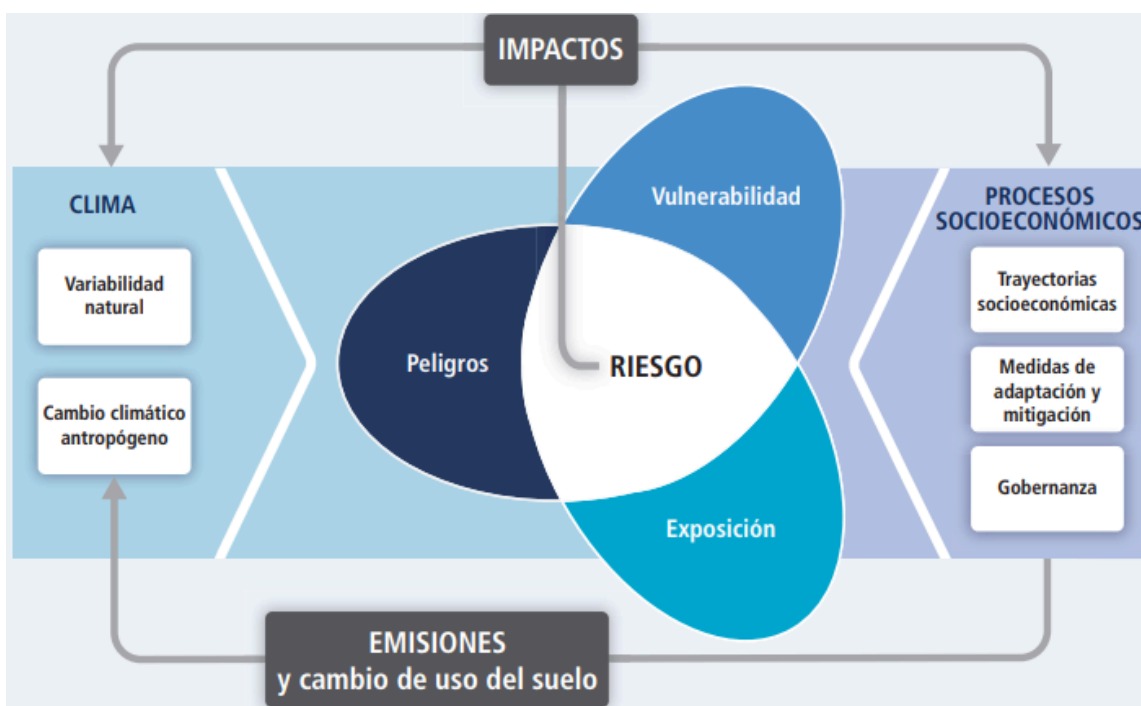 IMPACTOS
CLIMA
Variabilidad
natural
Cambio climático
antropógeno
Vulnerabilidad
Peligros
RIESGO
Exposición
PROCESOS
SOCIOECONÓMICOS
Trayectorias
socioeconómicas
Medidas de
adaptación y
mitigación
Gobernanza
EMISIONES
y cambio de uso del suelo